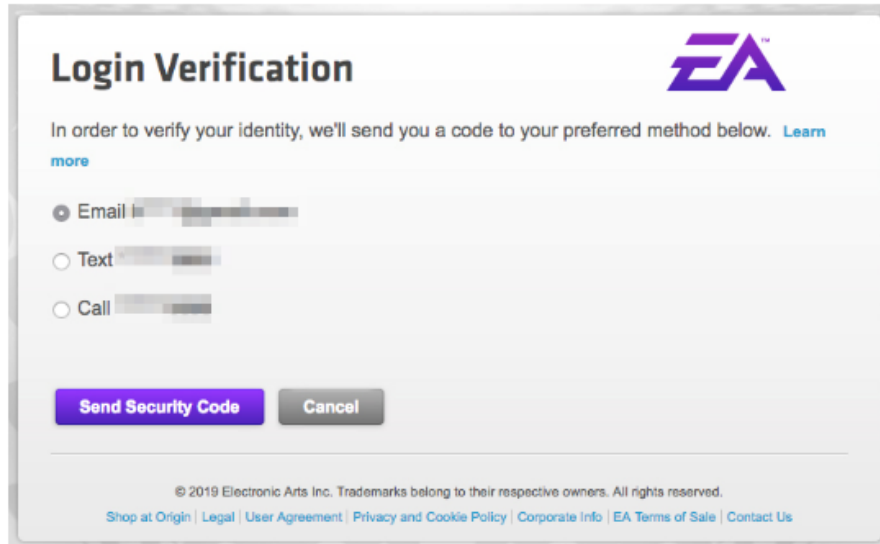 Login Verification
EA™
In order to verify your identity, we'll send you a code to your preferred method below. Learn
more
Email
Text
Call
Send Security Code
Cancel
© 2019 Electronic Arts Inc. Trademarks belong to their respective owners. All rights reserved.
Shop at Origin | Legal | User Agreement | Privacy and Cookie Policy | Corporate Info | EA Terms of Sale | Contact Us